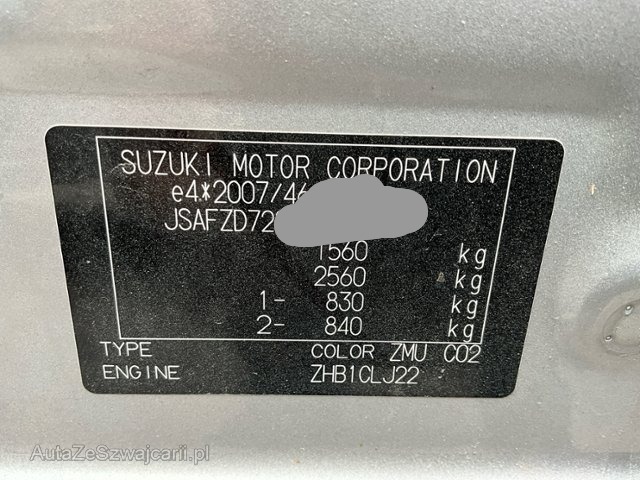 SUZUKI MOTOR CORPORATION
e4*2007/46
JSAFZD72
1560 kg
2560 kg
1- 830 kg
2- 840 kg
TYPE COLOR ZMU CO2
ENGINE ZHB1CLJ22
AutaZeSzwajcarii.pl